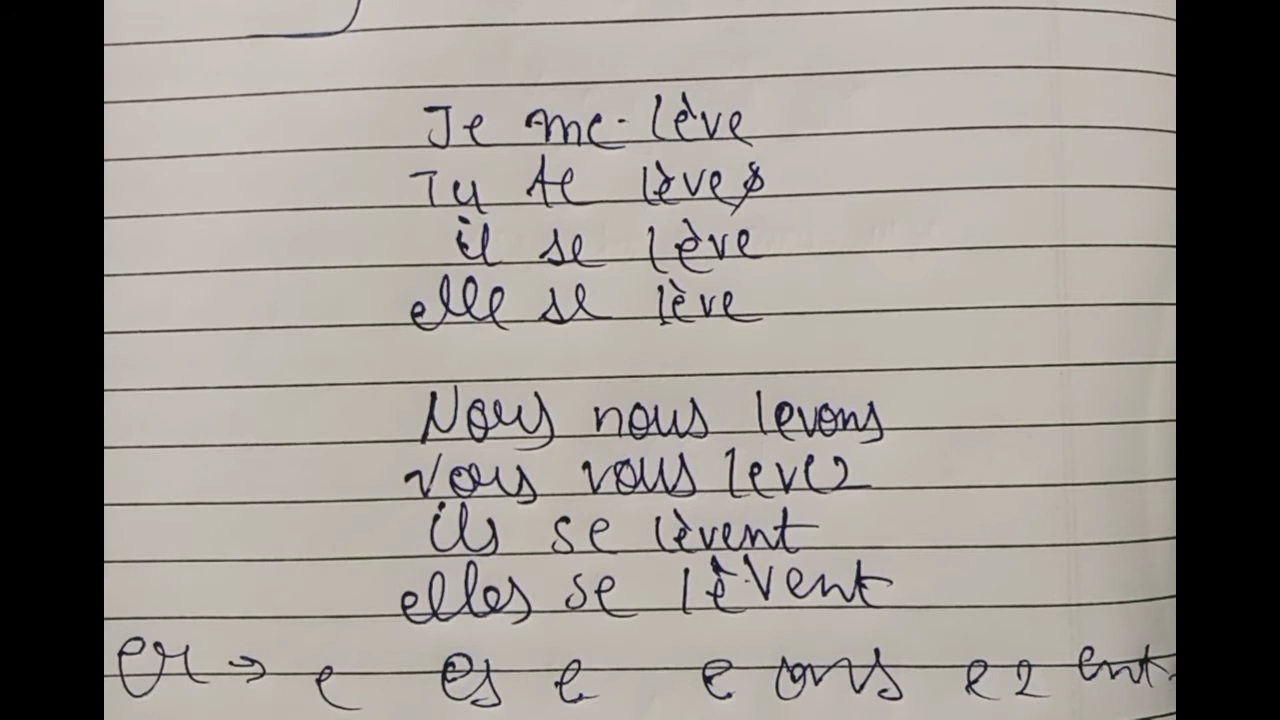 Je me lève
Tu te lèves
il se lève
elle se lève
Nous nous levons
Vous vous levez
ils se lèvent
elles se lèvent
er → e es e e ons ez ent